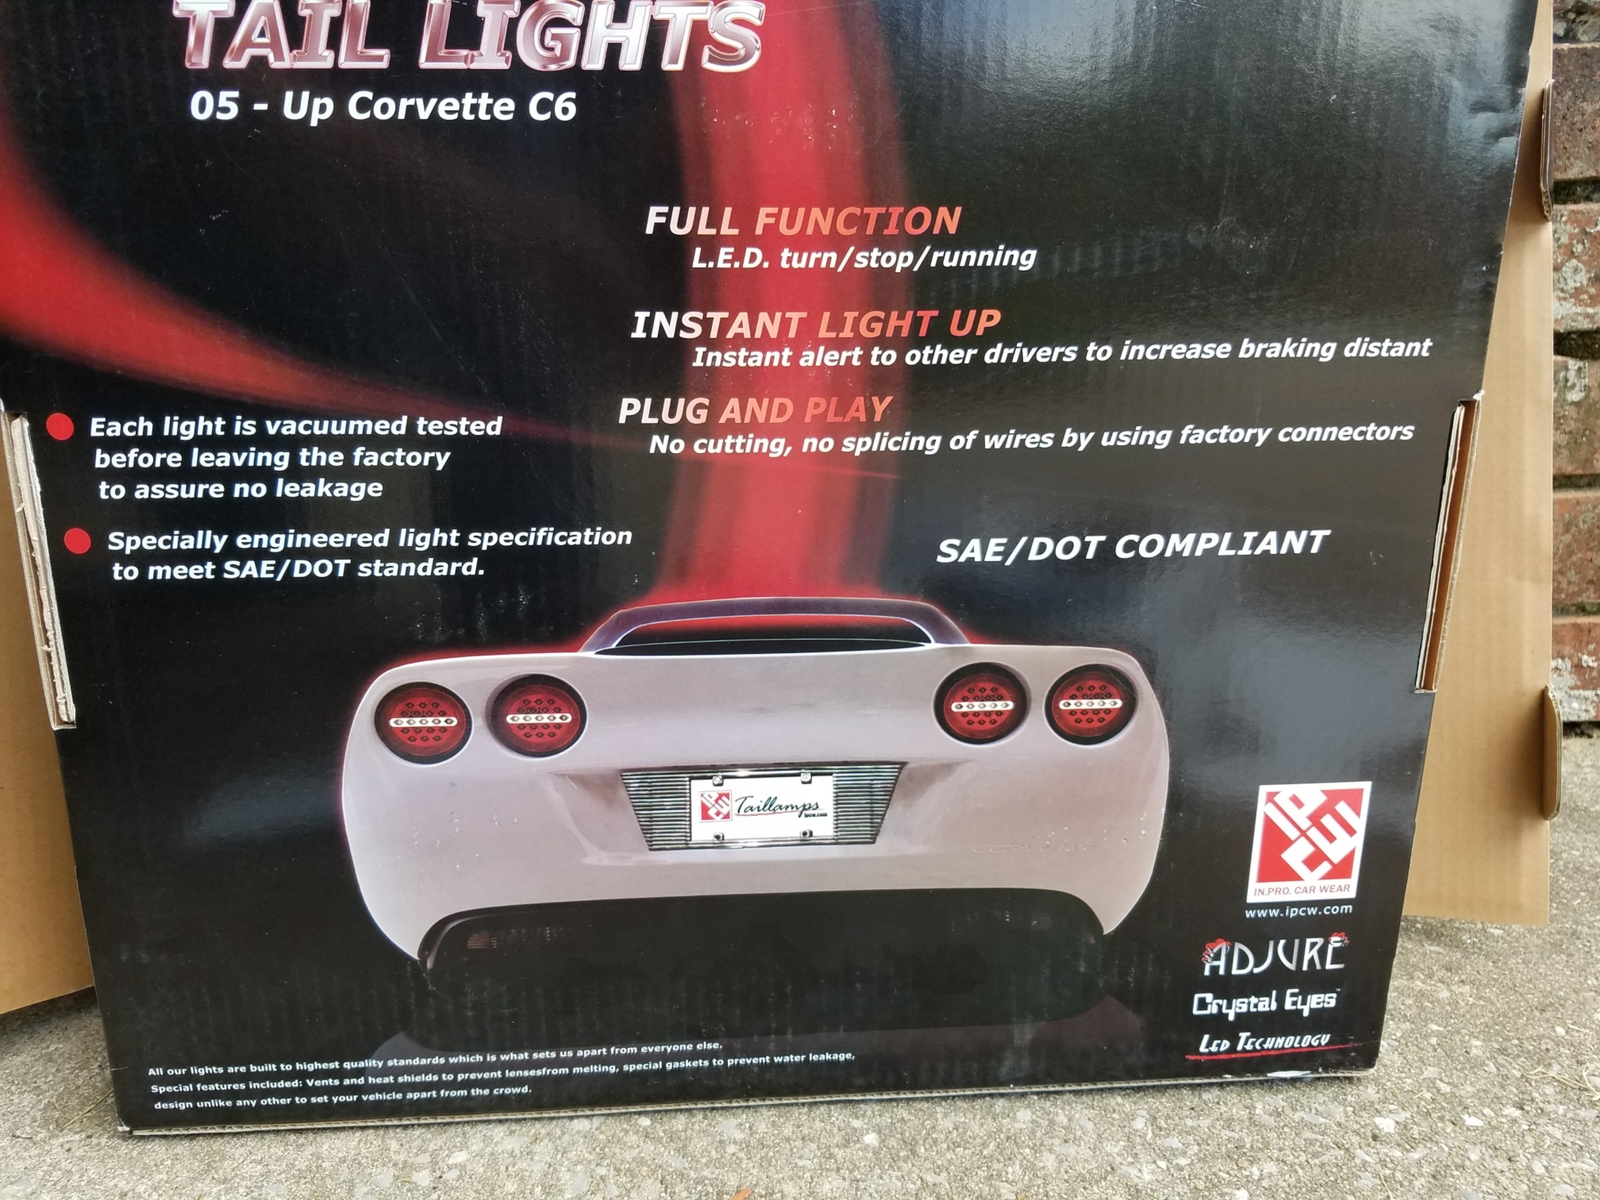 TAIL LIGHTS
05 - Up Corvette C6
FULL FUNCTION
L.E.D. turn/stop/running
INSTANT LIGHT UP
Instant alert to other drivers to increase braking distant
PLUG AND PLAY
No cutting, no splicing of wires by using factory connectors
Each light is vacuumed tested
before leaving the factory
to assure no leakage
Specially engineered light specification
to meet SAE/DOT standard.
SAE/DOT COMPLIANT
IPCW Taillamps
ipcw.com
IPCW
IN.PRO. CAR WEAR
www.ipcw.com
ADJURE
Crystal Eyes
LED TECHNOLOGY
All our lights are built to highest quality standards which is what sets us apart from everyone else.
Special features included: Vents and heat shields to prevent lensesfrom melting, special gaskets to prevent water leakage,
design unlike any other to set your vehicle apart from the crowd.